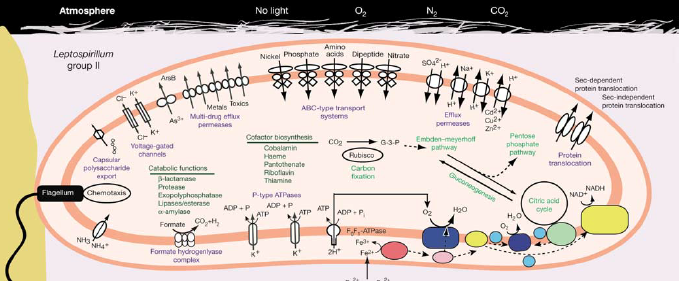 Atmosphere No light O₂ N₂ CO₂
Leptospirillum
group II
ArsB
As³⁺
Cl⁻ K⁺
Cl⁻ K⁺
Voltage-gated
channels
Metals Toxics
Multi-drug efflux
permeases
Nickel Phosphate Amino
acids Dipeptide Nitrate
ABC-type transport
systems
SO₄²⁻ H⁺ Na⁺ K⁺ H⁺
H⁺ H⁺ Cd²⁺
Cu²⁺
Zn²⁺
Efflux
permeases
Sec-dependent
protein translocation
Sec-independent
protein translocation
Protein
translocation
Capsular
polysaccharide
export
Catabolic functions
β-lactamase
Protease
Exopolyphosphatase
Lipases/esterase
α-amylase
Cofactor biosynthesis
Cobalamin
Haeme
Pantothenate
Riboflavin
Thiamine
CO₂ G-3-P
Rubisco
Carbon
fixation
Embden–meyerhoff
pathway
Pentose
phosphate
pathway
Gluconeogenesis
Citric acid
cycle
NAD⁺ NADH
Flagellum Chemotaxis
NH₃ NH₄⁺
Formate CO₂+H₂
Formate hydrogenlyase
complex
P-type ATPases
ADP + P ATP
K⁺
ADP + P ATP
K⁺
ATP ADP + Pᵢ
F₀F₁-ATPase
2H⁺
Fe³⁺
Fe²⁺
O₂ H₂O
O₂ H₂O